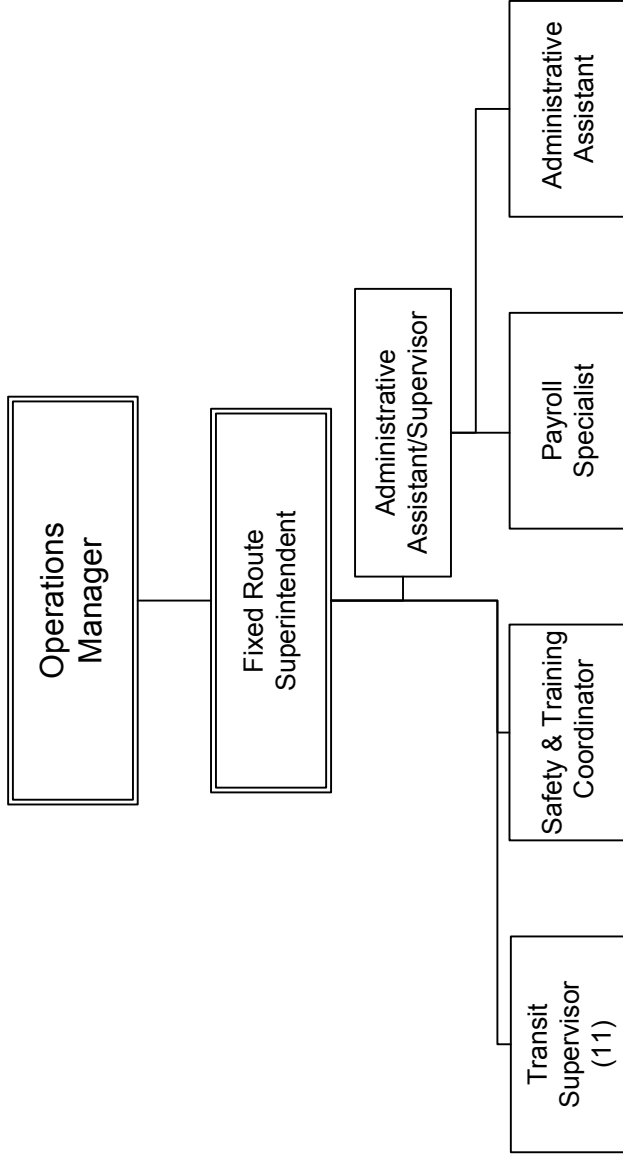 Operations
Manager
Fixed Route
Superintendent
Administrative
Assistant/Supervisor
Transit
Supervisor
(11)
Safety & Training
Coordinator
Payroll
Specialist
Administrative
Assistant